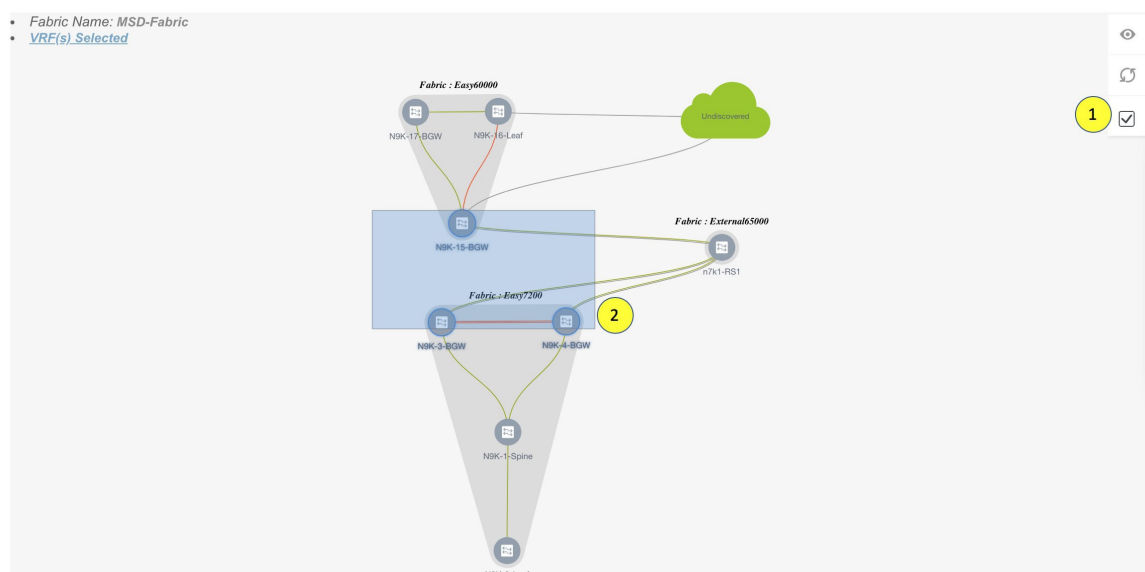 Fabric Name: MSD-Fabric
VRF(s) Selected
Fabric : Easy60000
N9K-17-BGW
N9K-16-Leaf
Undiscovered
1
N9K-15-BGW
Fabric : External65000
n7k1-RS1
Fabric : Easy7200
2
N9K-3-BGW
N9K-4-BGW
N9K-1-Spine